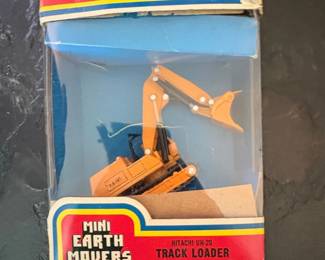 MINI
EARTH
MOVERS
HITACHI UH-20
TRACK LOADER